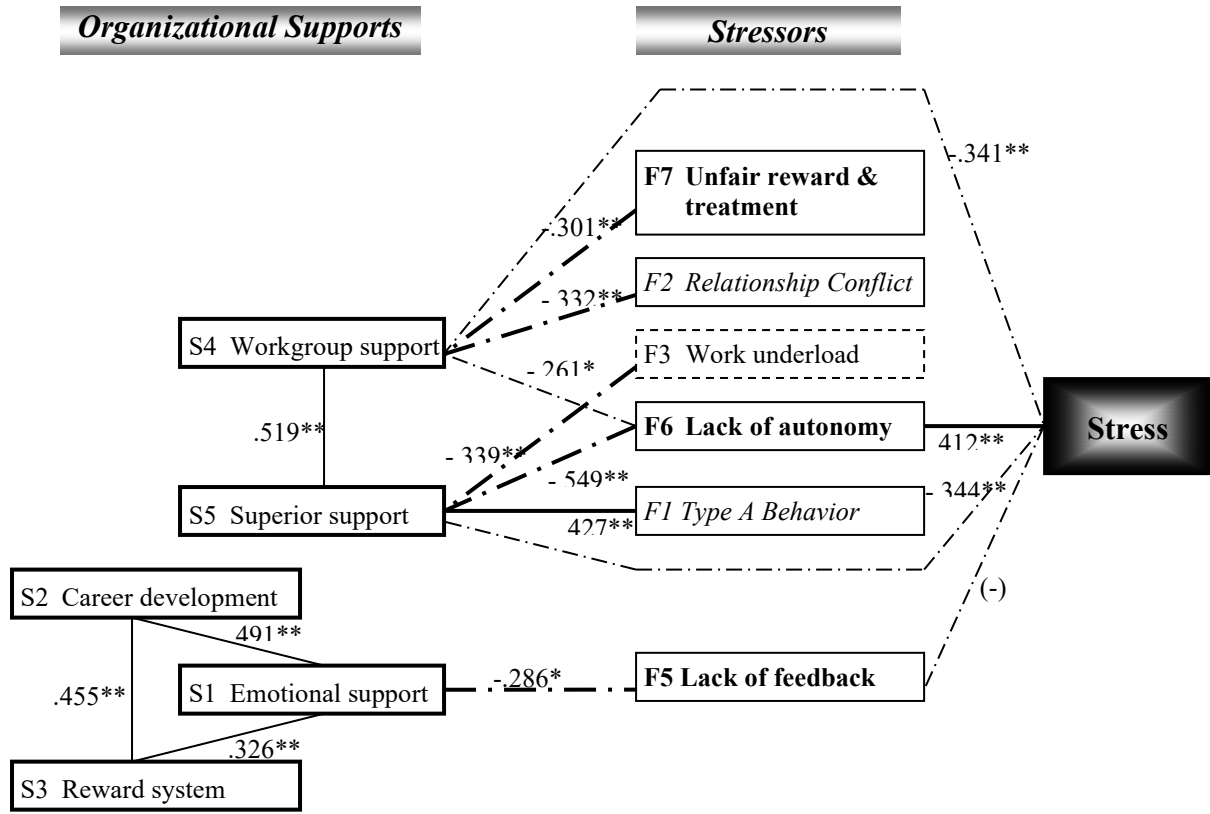 Organizational Supports
Stressors
-.341**
F7 Unfair reward &
treatment
-.301**
F2 Relationship Conflict
-.332**
S4 Workgroup support
F3 Work underload
-.261*
.519**
F6 Lack of autonomy
.412**
Stress
-.339**
-.549**
-.344**
S5 Superior support
F1 Type A Behavior
.427**
S2 Career development
(-)
.491**
.455**
S1 Emotional support
-.286*
F5 Lack of feedback
.326**
S3 Reward system